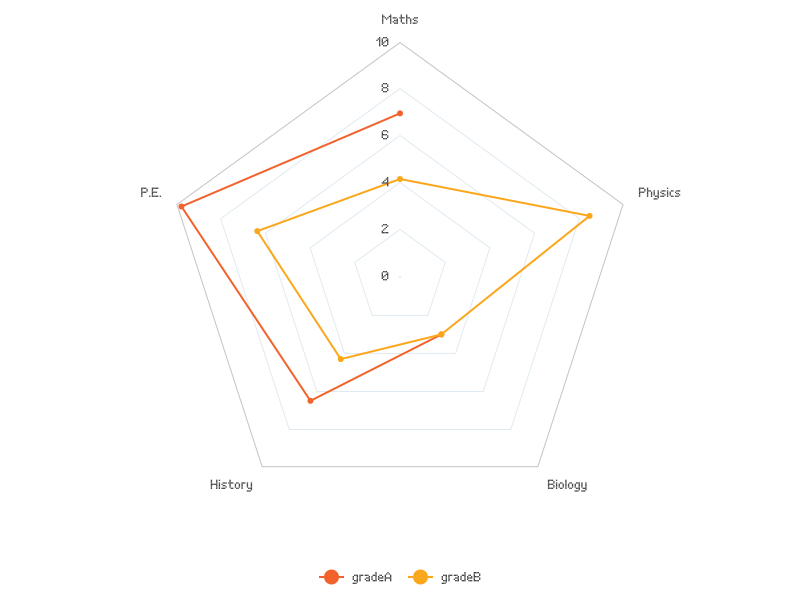 Maths
10
8
6
4
2
0
P.E.
Physics
History
Biology
gradeA
gradeB